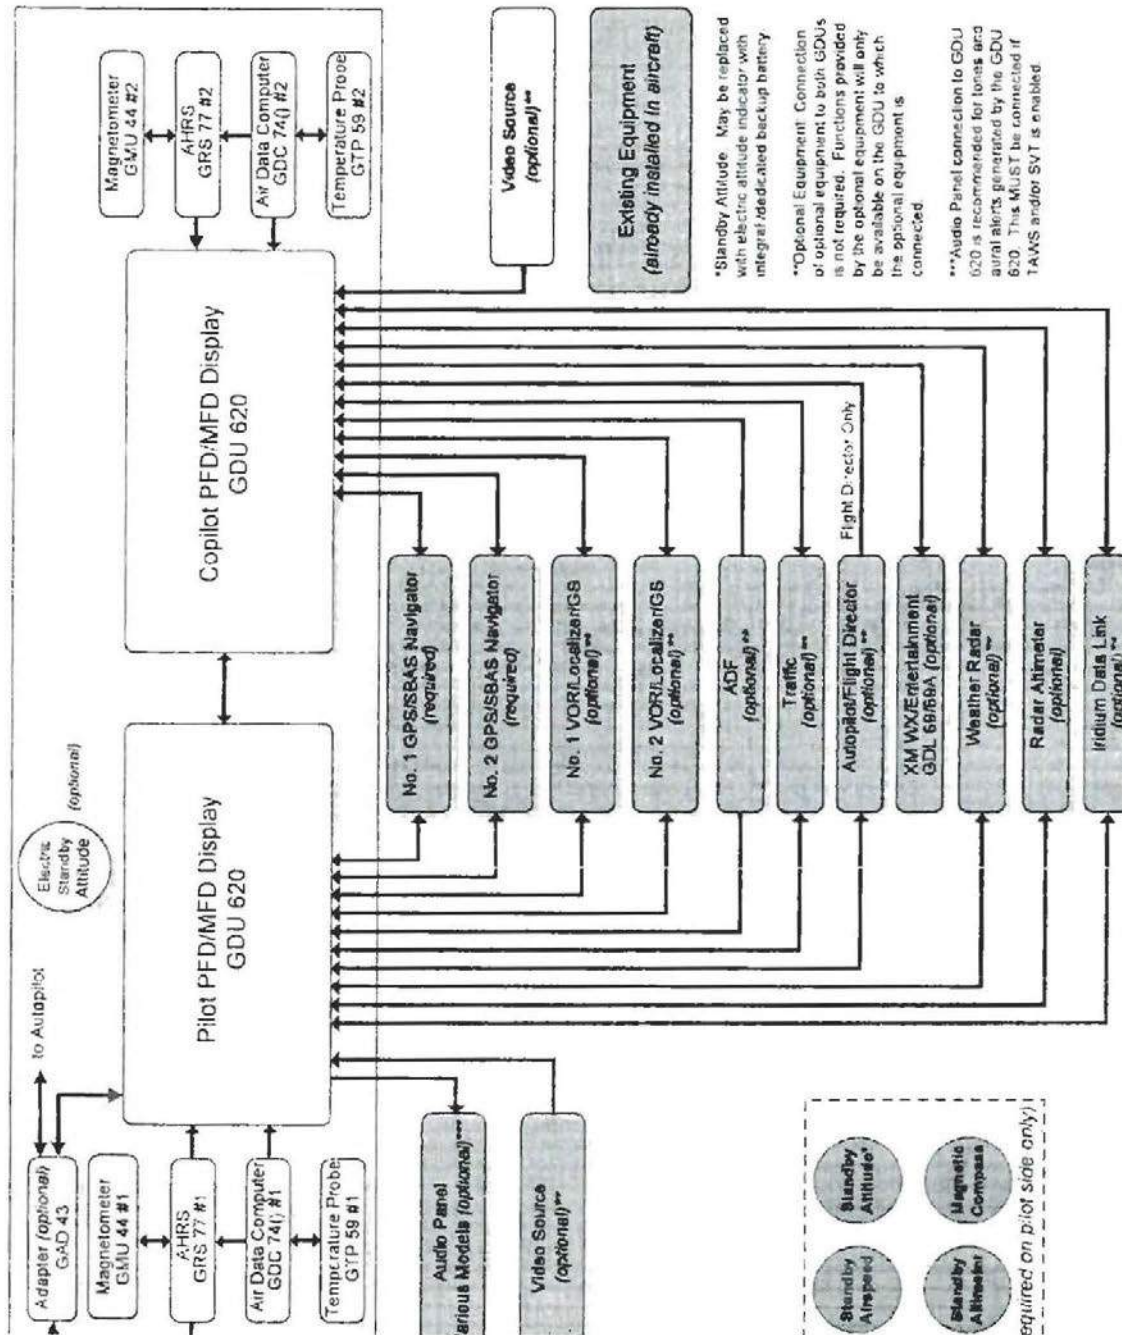 Magnetometer
GMU 44 #2
AHRS
GRS 77 #2
Air Data Computer
GDC 74() #2
Temperature Probe
GTP 59 #2
Copilot PFD/MFD Display
GDU 620
Video Source
(optional)**
Existing Equipment
(already installed in aircraft)
*Standby Attitude. May be replaced
with electric attitude indicator with
integral/dedicated backup battery
**Optional Equipment Connection
of optional equipment to both GDUs
is not required. Functions provided
by the optional equipment will only
be available on the GDU to which
the optional equipment is
connected.
***Audio Panel connection to GDU
620 is recommended for tones and
aural alerts generated by the GDU
620. This MUST be connected if
TAWS and/or SVT is enabled.
Electric
Standby
Attitude
(optional)
Pilot PFD/MFD Display
GDU 620
to Autopilot
Adapter (optional)
GAD 43
Magnetometer
GMU 44 #1
AHRS
GRS 77 #1
Air Data Computer
GDC 74() #1
Temperature Probe
GTP 59 #1
No. 1 GPS/SBAS Navigator
(required)
No. 2 GPS/SBAS Navigator
(required)
No. 1 VOR/Localizer/GS
(optional)**
No. 2 VOR/Localizer/GS
(optional)**
ADF
(optional)**
Traffic
(optional)**
Flight Director Only
Autopilot/Flight Director
(optional)**
XM WX/Entertainment
GDL 69/69A (optional)
Weather Radar
(optional)**
Radar Altimeter
(optional)
Iridium Data Link
(optional)**
Audio Panel
arious Models (optional)***
Video Source
(optional)**
Standby
Airspeed
Standby
Attitude*
Standby
Altimeter
Magnetic
Compass
equired on pilot side only)